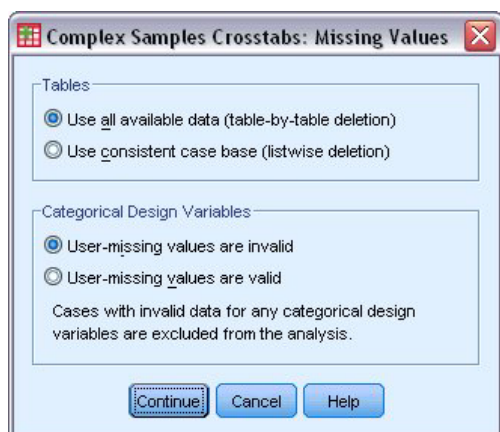 Complex Samples Crosstabs: Missing Values
Tables
Use all available data (table-by-table deletion)
Use consistent case base (listwise deletion)
Categorical Design Variables
User-missing values are invalid
User-missing values are valid
Cases with invalid data for any categorical design
variables are excluded from the analysis.
Continue Cancel Help